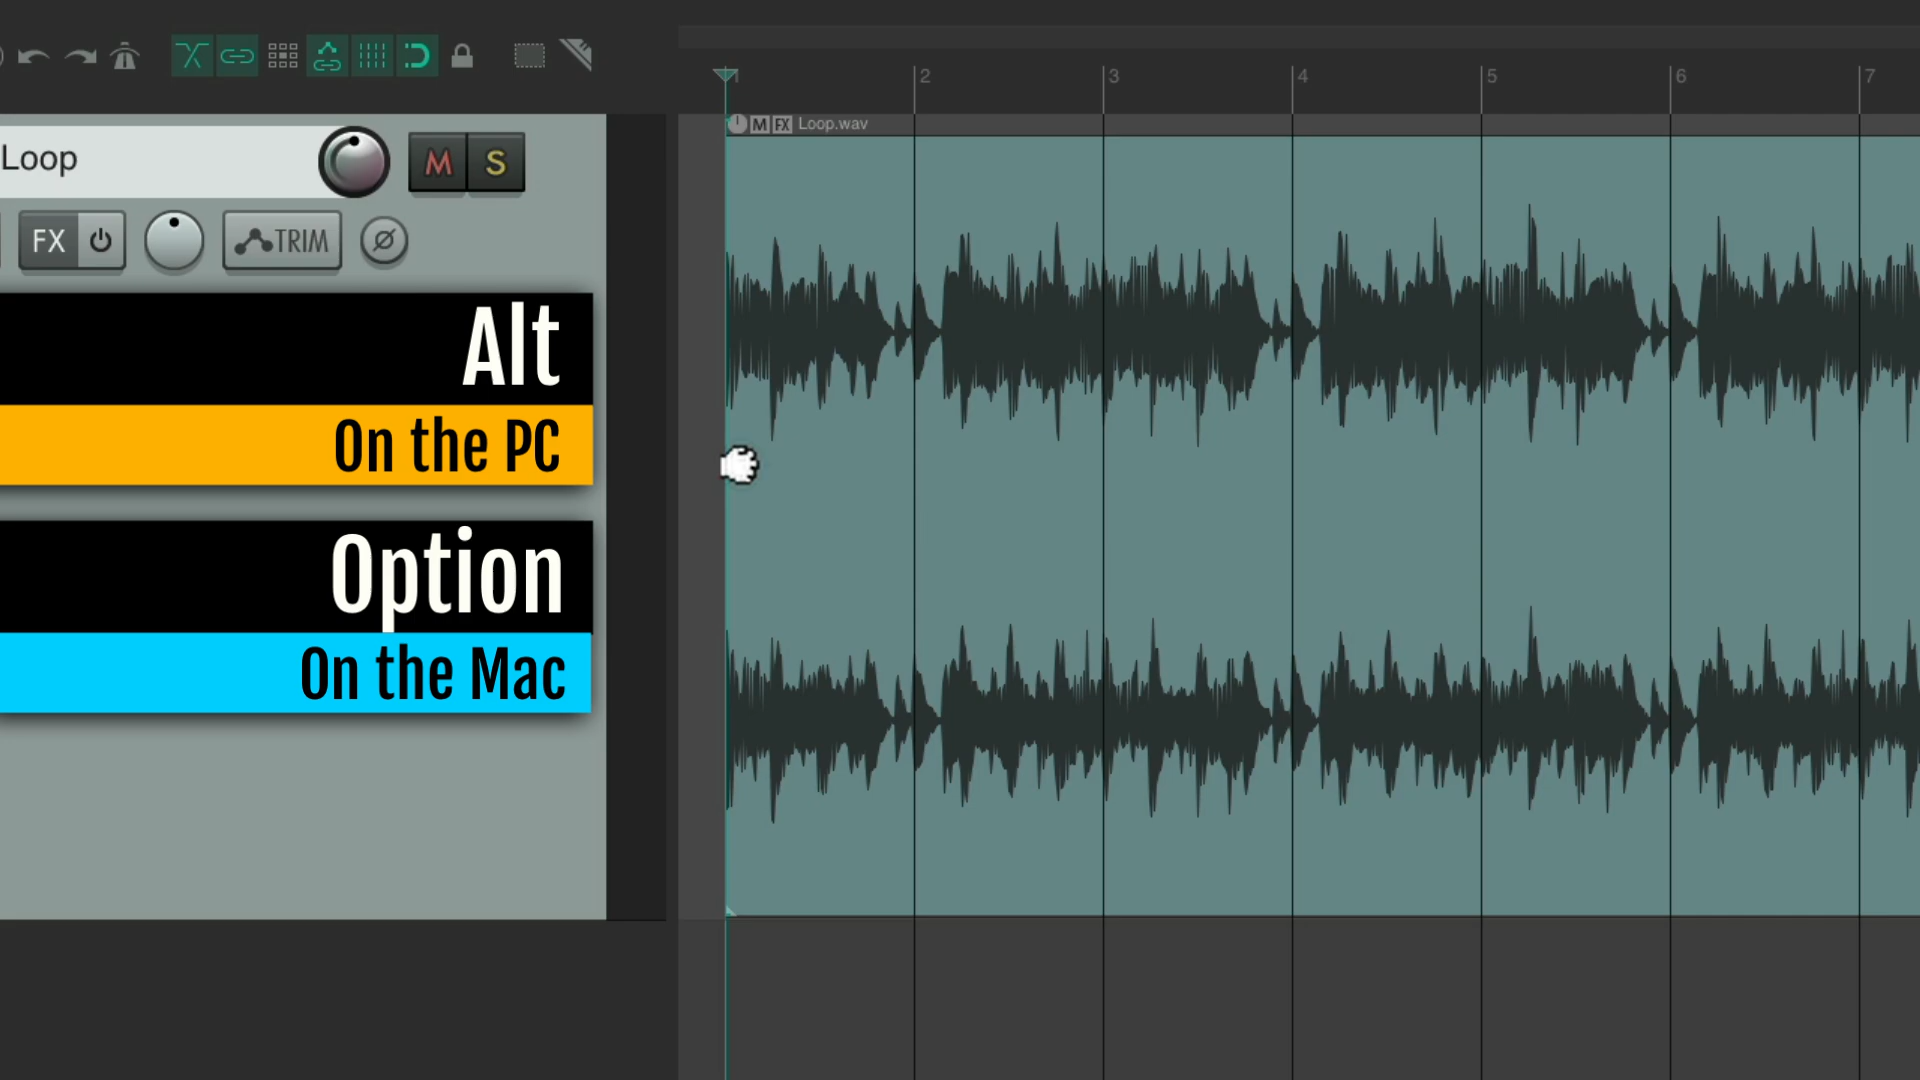 1 2 3 4 5 6 7
M FX Loop.wav
Loop
M S
FX TRIM
Alt
On the PC
Option
On the Mac